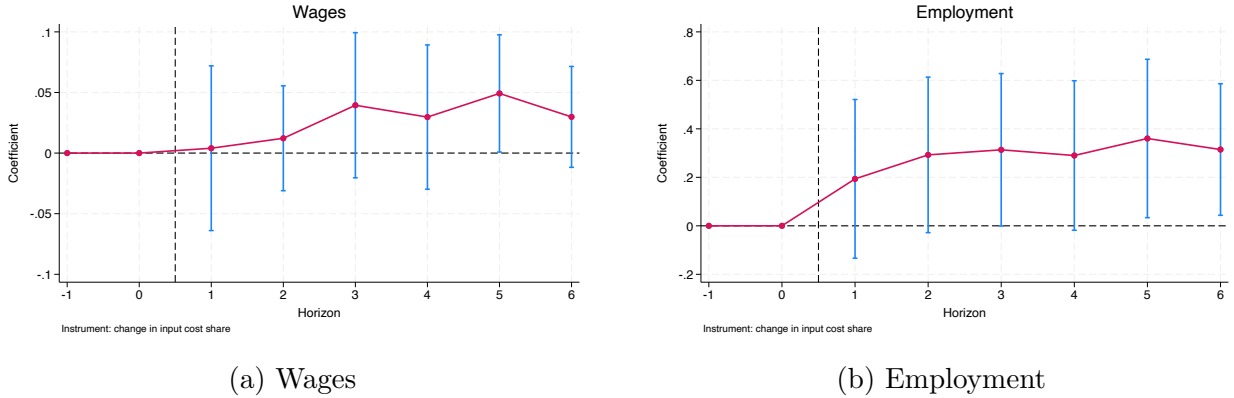 Wages
.1
.05
0
-.05
-.1
Coefficient
-1 0 1 2 3 4 5 6
Horizon
Instrument: change in input cost share
(a) Wages
Employment
.8
.6
.4
.2
0
-.2
Coefficient
-1 0 1 2 3 4 5 6
Horizon
Instrument: change in input cost share
(b) Employment